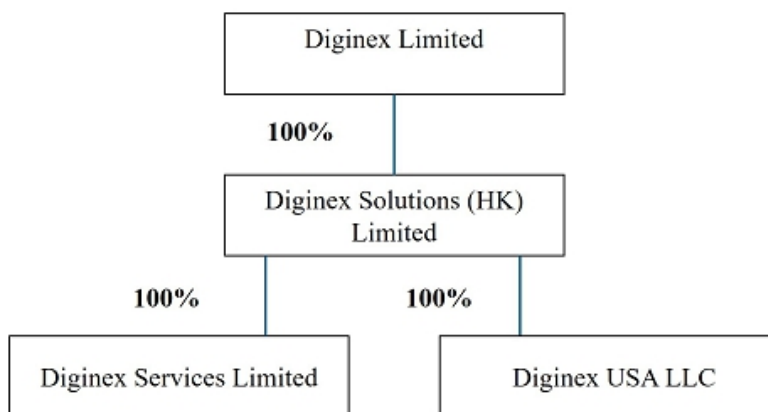 Diginex Limited
100%
Diginex Solutions (HK)
Limited
100%
100%
Diginex Services Limited
Diginex USA LLC